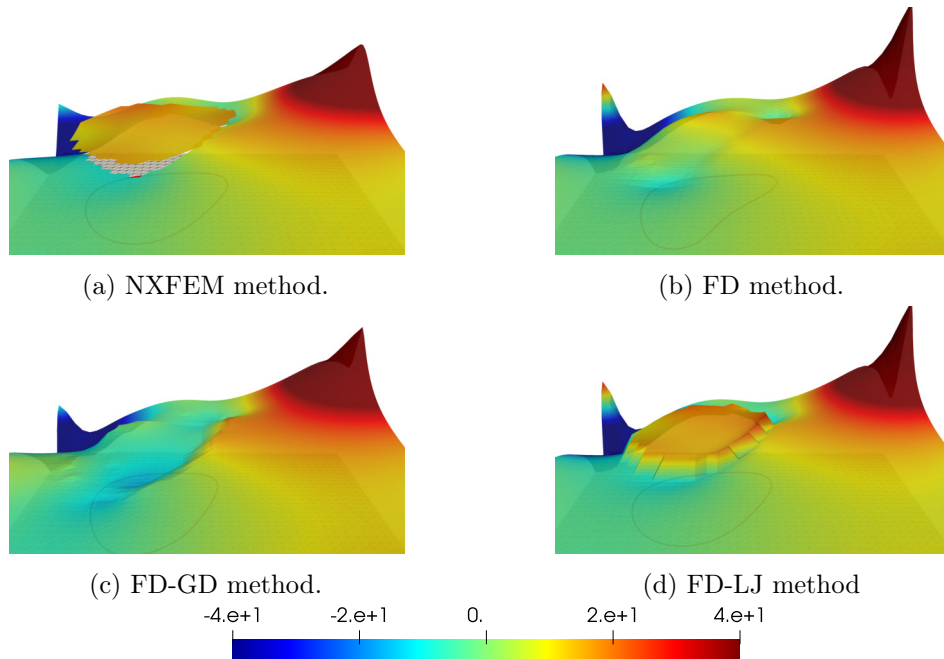 (a) NXFEM method.
(b) FD method.
(c) FD-GD method.
(d) FD-LJ method
-4.e+1 -2.e+1 0. 2.e+1 4.e+1